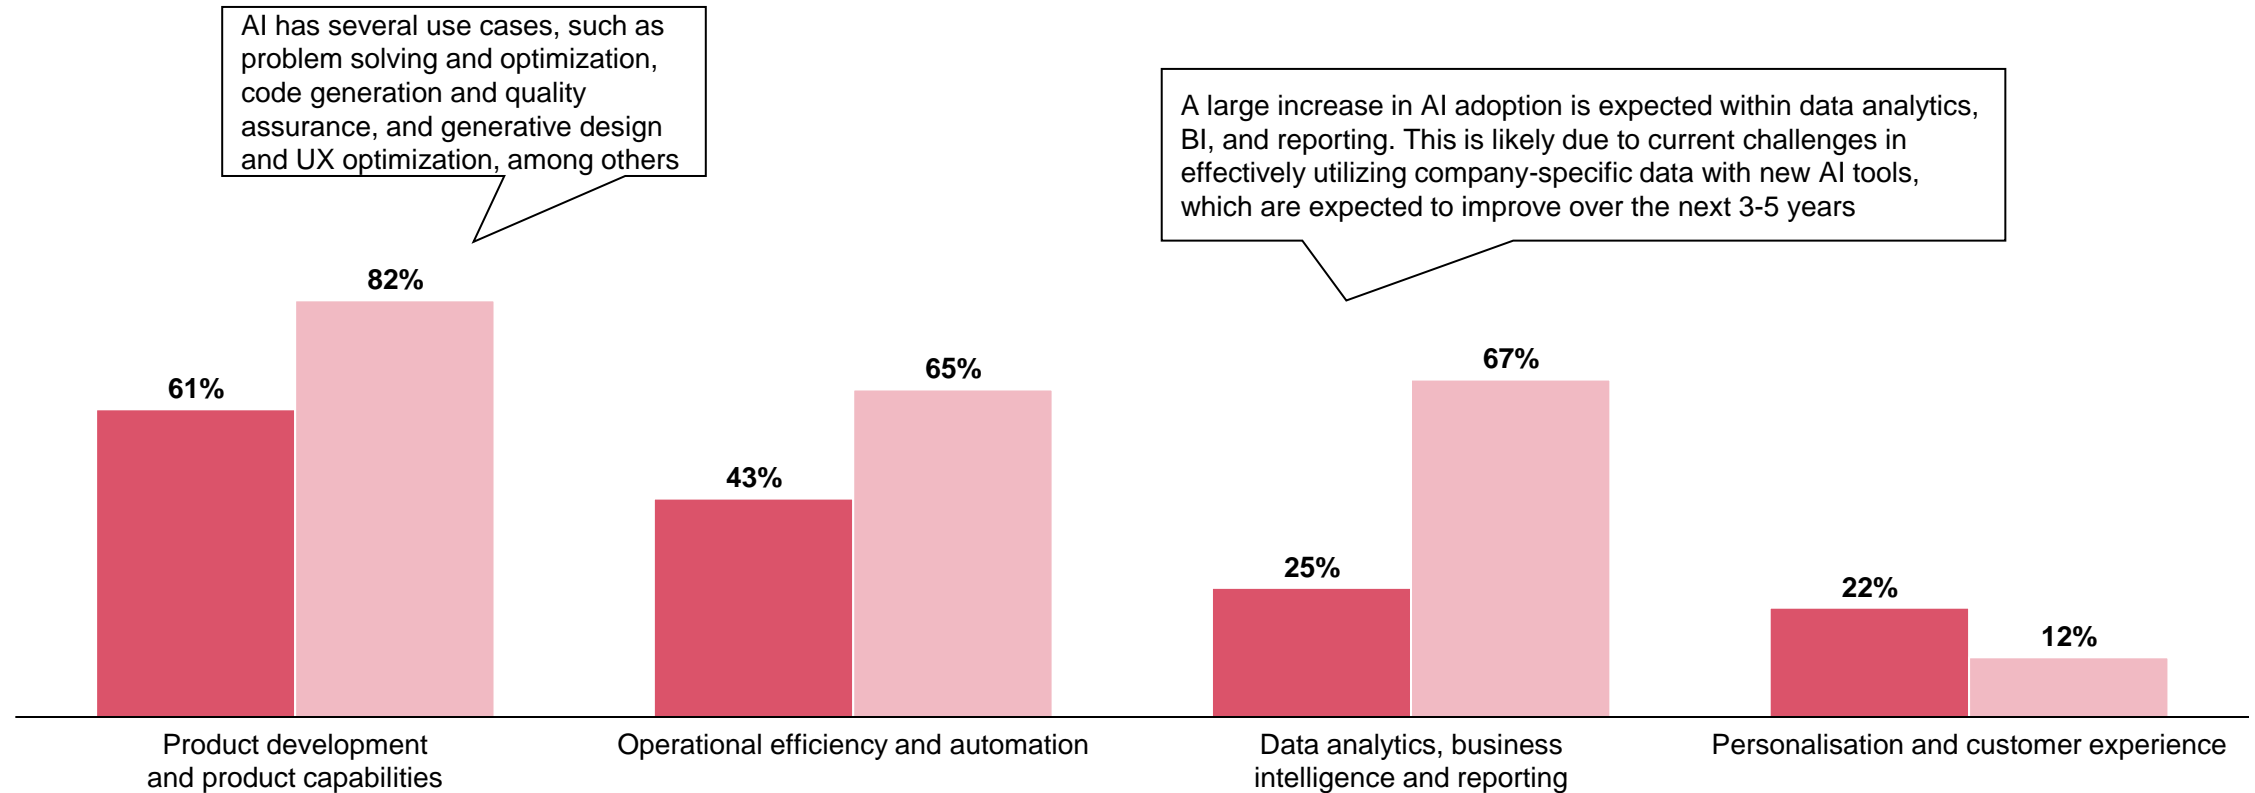 AI has several use cases, such as
problem solving and optimization,
code generation and quality
assurance, and generative design
and UX optimization, among others
A large increase in AI adoption is expected within data analytics,
BI, and reporting. This is likely due to current challenges in
effectively utilizing company-specific data with new AI tools,
which are expected to improve over the next 3-5 years
61%
82%
43%
65%
25%
67%
22%
12%
Product development
and product capabilities
Operational efficiency and automation
Data analytics, business
intelligence and reporting
Personalisation and customer experience